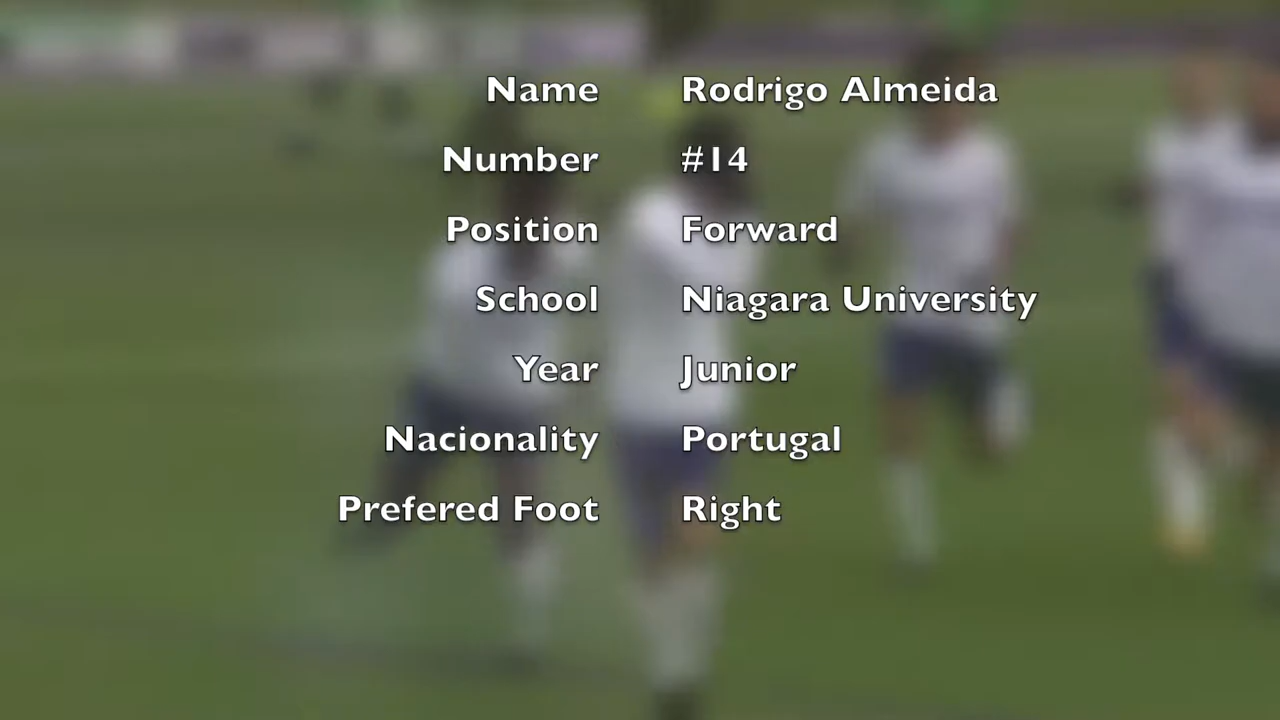 Name Rodrigo Almeida
Number #14
Position Forward
School Niagara University
Year Junior
Nacionality Portugal
Prefered Foot Right